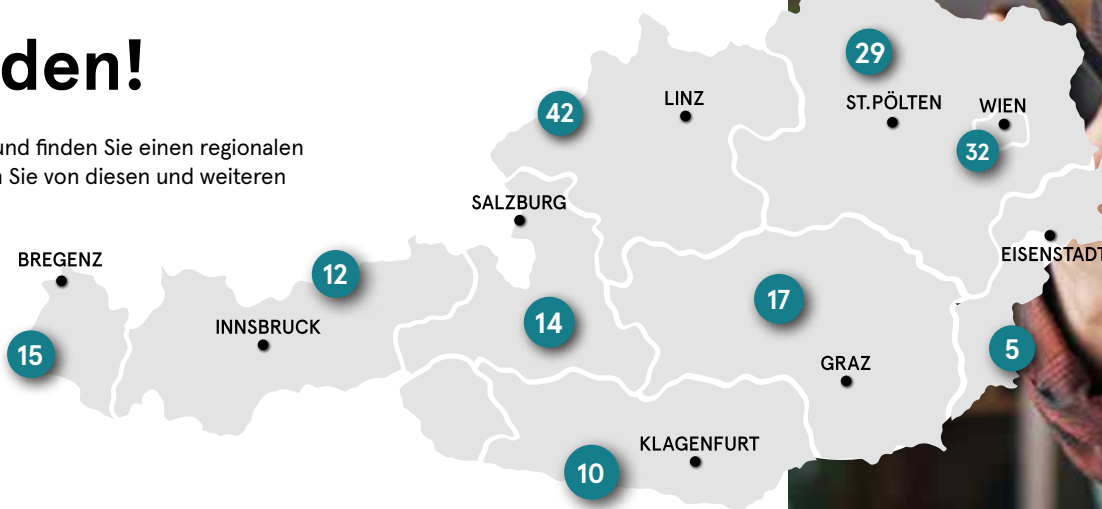 den!
und finden Sie einen regionalen
Sie von diesen und weiteren
29
42
LINZ
ST.PÖLTEN
WIEN
32
SALZBURG
BREGENZ
12
EISENSTADT
17
14
INNSBRUCK
15
5
GRAZ
KLAGENFURT
10